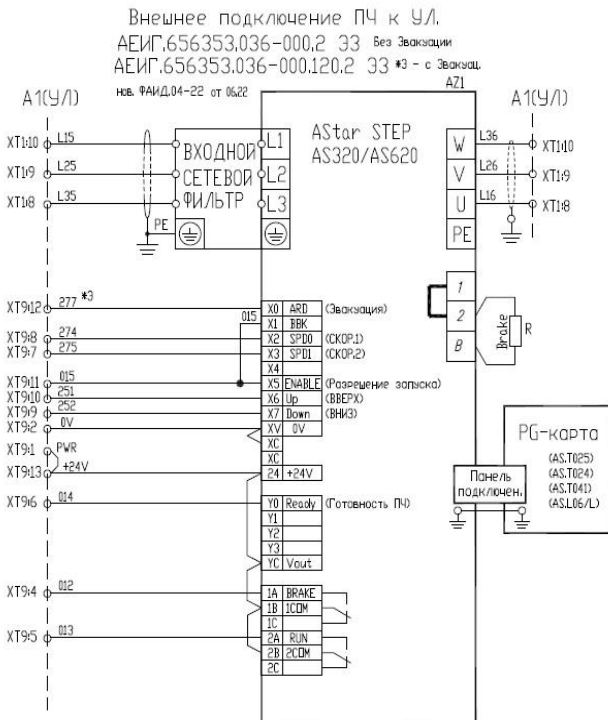 Внешнее подключение ПЧ к УЛ.
АЕИГ.656353.036-000.2 ЭЗ Без Эвакуации
АЕИГ.656353.036-000.120.2 ЭЗ *3 - с Эвакуац.
нов. ФАИД.04-22 от 06.22
AZ1
А1(УЛ)
А1(УЛ)
XT1:10 L15
XT1:9 L25
XT1:8 L35
PE
ВХОДНОЙ
СЕТЕВОЙ
ФИЛЬТР
L1
L2
L3
AStar STEP
AS320/AS620
W L36 XT1:10
V L26 XT1:9
U L16 XT1:8
PE
1
2
B
Brake
R
XT9:12 277 *3 X0 ARD (Эвакуация)
015 X1 BBK
XT9:8 274 X2 SPD0 (СКОР.1)
XT9:7 275 X3 SPD1 (СКОР.2)
X4
XT9:11 015 X5 ENABLE (Разрешение запуска)
XT9:10 251 X6 Up (ВВЕРХ)
XT9:9 252 X7 Down (ВНИЗ)
XT9:2 0V XV 0V
XC
XT9:1 PWR XC
XT9:13 +24V 24 +24V
XT9:6 014 Y0 Ready (Готовность ПЧ)
Y1
Y2
Y3
YC Vout
XT9:4 012 1A BRAKE
1B 1COM
1C
XT9:5 013 2A RUN
2B 2COM
2C
PG-карта
(AS.T025)
(AS.T024)
(AS.T041)
(AS.L06/L)
Панель
подключен.